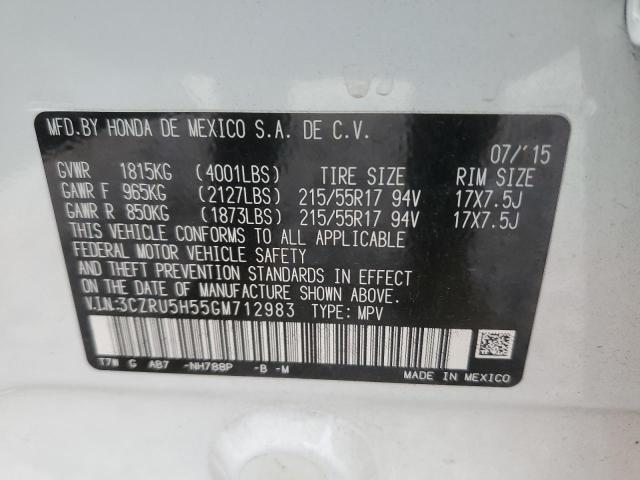 MFD.BY HONDA DE MEXICO S.A. DE C.V.
07/'15
GVWR 1815KG (4001LBS) TIRE SIZE RIM SIZE
GAWR F 965KG (2127LBS) 215/55R17 94V 17X7.5J
GAWR R 850KG (1873LBS) 215/55R17 94V 17X7.5J
THIS VEHICLE CONFORMS TO ALL APPLICABLE
FEDERAL MOTOR VEHICLE SAFETY
AND THEFT PREVENTION STANDARDS IN EFFECT
ON THE DATE OF MANUFACTURE SHOWN ABOVE.
V.I.N:3CZRU5H55GM712983 TYPE: MPV
T7W G AB7 -NH788P -B -M
MADE IN MEXICO